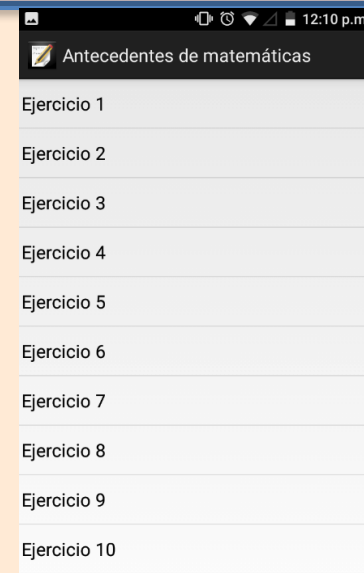 12:10 p.m
Antecedentes de matemáticas
Ejercicio 1
Ejercicio 2
Ejercicio 3
Ejercicio 4
Ejercicio 5
Ejercicio 6
Ejercicio 7
Ejercicio 8
Ejercicio 9
Ejercicio 10